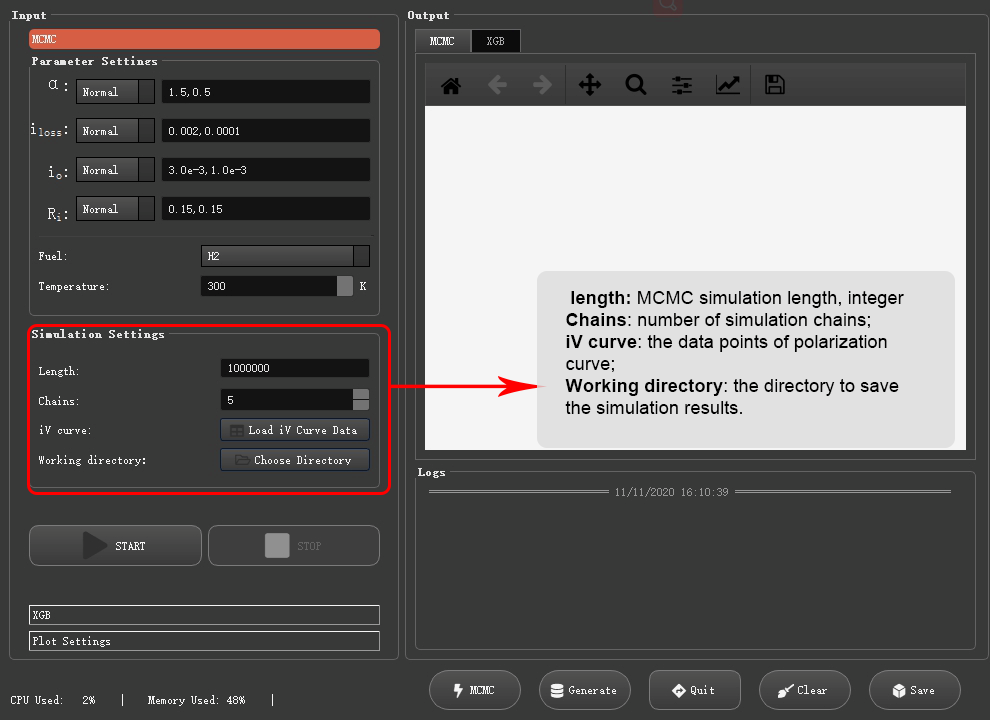 Input
MCMC
Parameter Settings
α: Normal 1.5,0.5
iloss: Normal 0.002,0.0001
io: Normal 3.0e-3,1.0e-3
Ri: Normal 0.15,0.15
Fuel: H2
Temperature: 300 K
Simulation Settings
Length: 1000000
Chains: 5
iV curve: Load iV Curve Data
Working directory: Choose Directory
START STOP
XGB
Plot Settings
CPU Used: 2% | Memory Used: 48% |
Output
MCMC XGB
length: MCMC simulation length, integer
Chains: number of simulation chains;
iV curve: the data points of polarization
curve;
Working directory: the directory to save
the simulation results.
Logs
11/11/2020 16:10:39
MCMC Generate Quit Clear Save